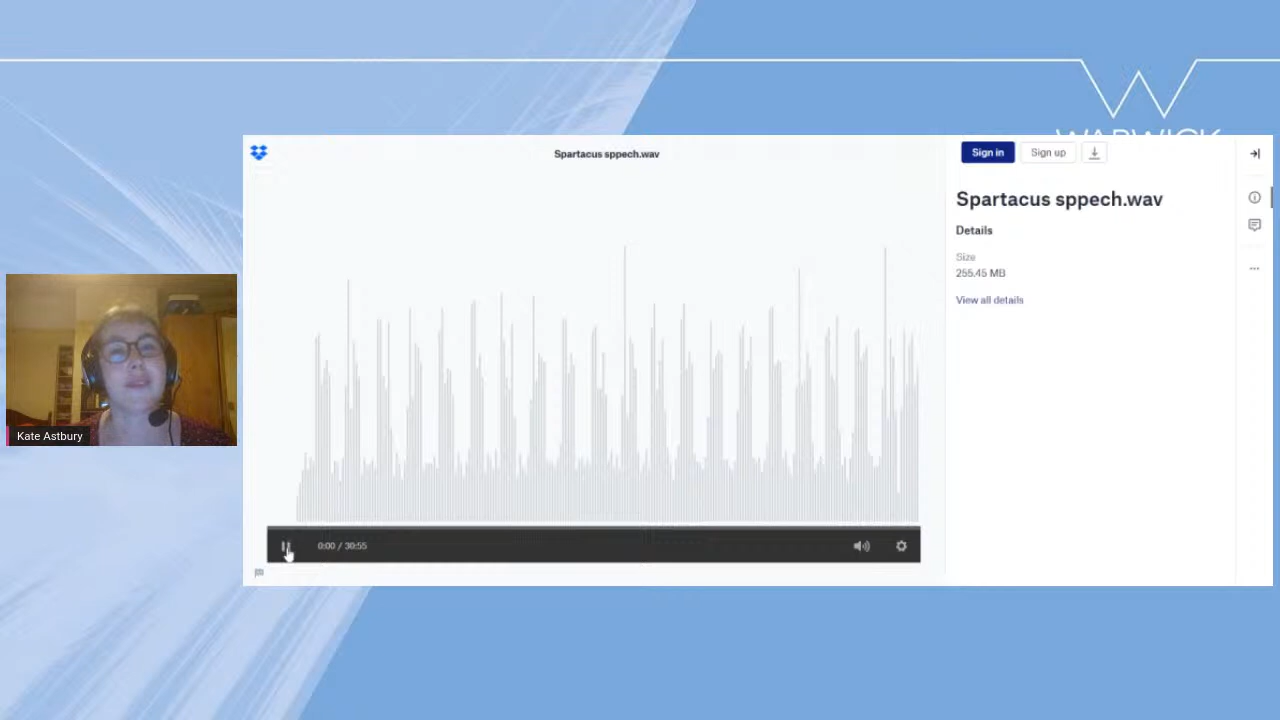 WARWICK
Spartacus sppech.wav
Sign in
Sign up
Spartacus sppech.wav
Details
Size
255.45 MB
View all details
Kate Astbury
0:00 / 30:55